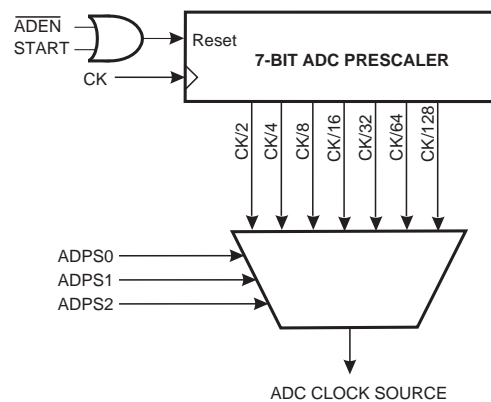 ADEN
START
Reset
7-BIT ADC PRESCALER
CK
CK/2
CK/4
CK/8
CK/16
CK/32
CK/64
CK/128
ADPS0
ADPS1
ADPS2
ADC CLOCK SOURCE